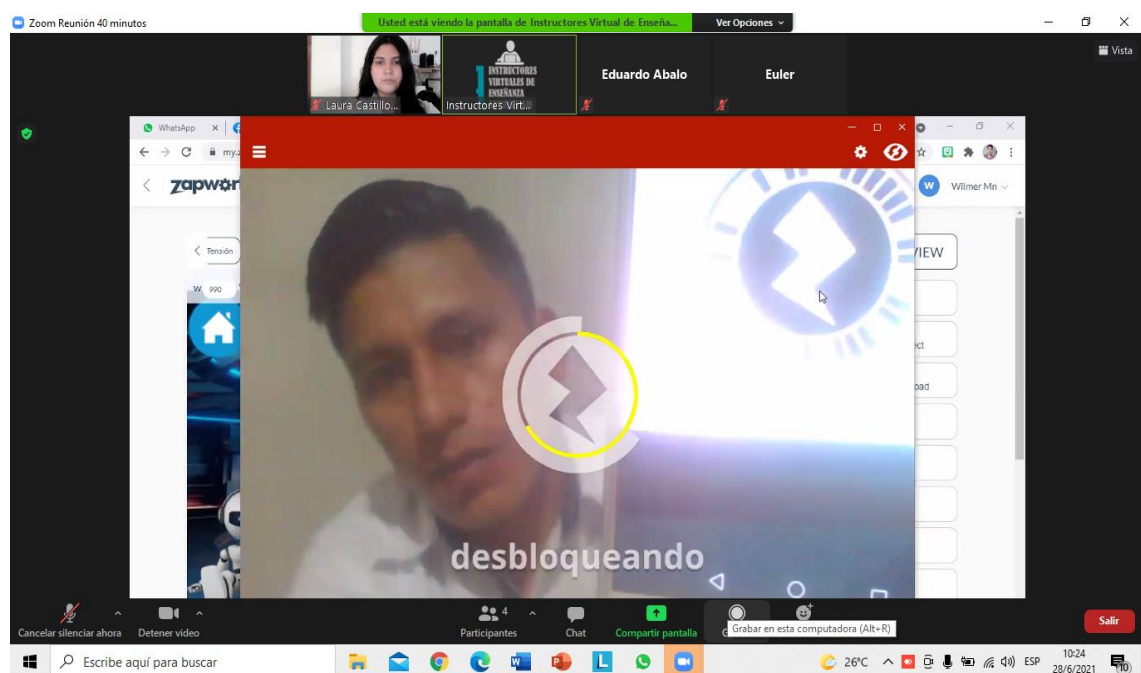 Zoom Reunión 40 minutos
Usted está viendo la pantalla de Instructores Virtual de Enseña...
Ver Opciones
Vista
INSTRUCTORES
VIRTUALES DE
ENSEÑANZA
Laura Castillo...
Instructores Virt...
Eduardo Abalo
Euler
WhatsApp
my.z
zapwor
Wilmer Mn
Tensión
W 990
/IEW
ect
oad
desbloqueando
Cancelar silenciar ahora
Detener video
4
Participantes
Chat
Compartir pantalla
G
Grabar en esta computadora (Alt+R)
Salir
Escribe aquí para buscar
26°C
ESP
10:24
28/6/2021
10